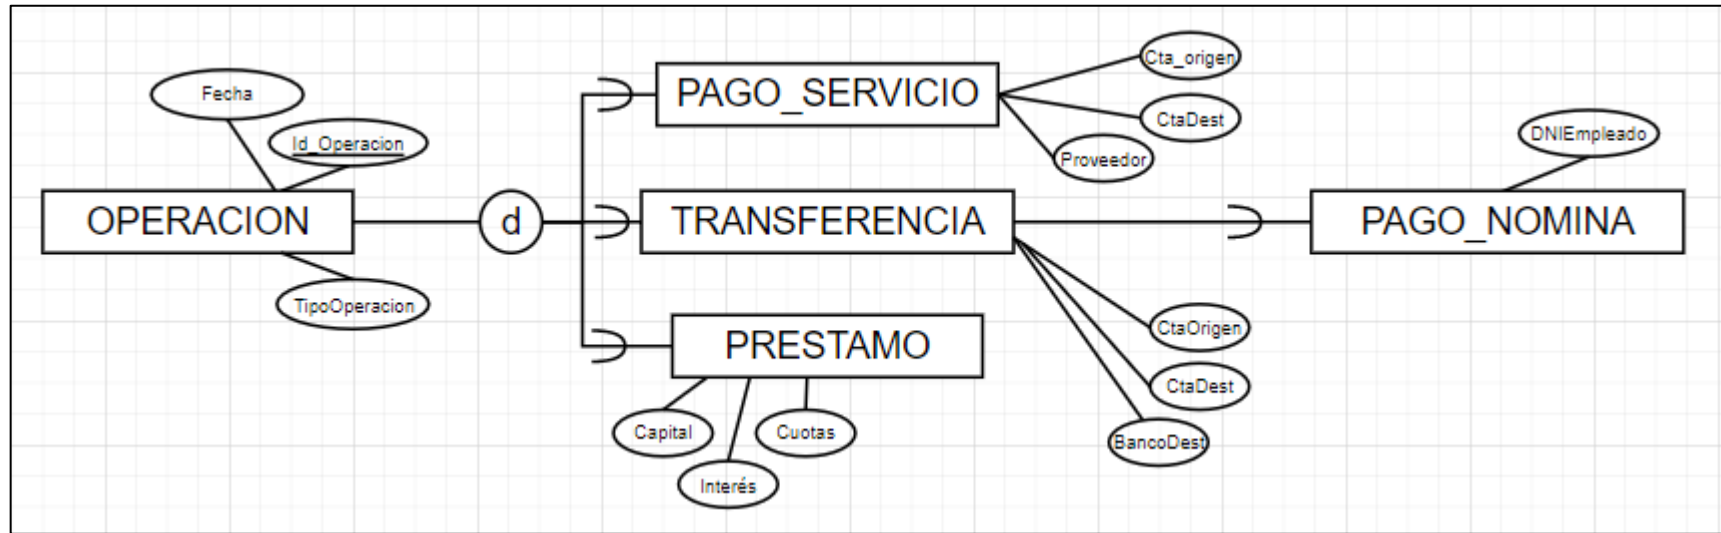 Cta_origen
PAGO_SERVICIO
Fecha
CtaDest
DNIEmpleado
Id_Operacion
Proveedor
OPERACION
d
TRANSFERENCIA
PAGO_NOMINA
TipoOperacion
CtaOrigen
PRESTAMO
CtaDest
Capital
Cuotas
BancoDest
Interés